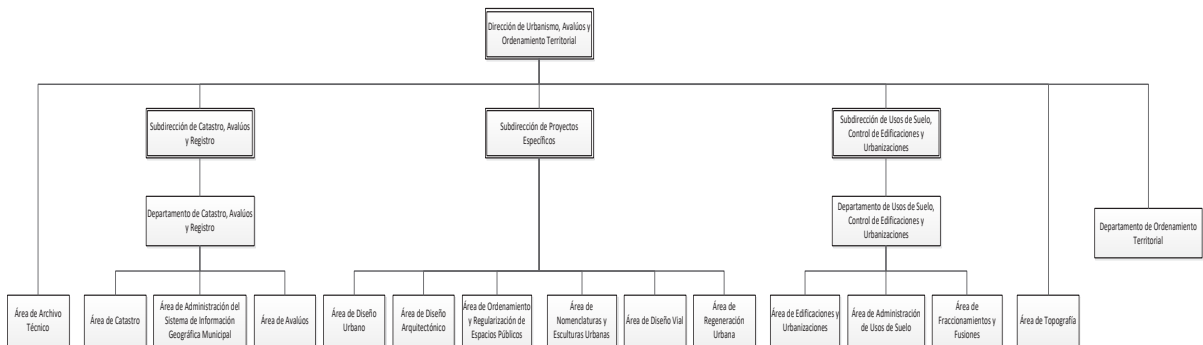 Dirección de Urbanismo, Avalúos y
Ordenamiento Territorial
Subdirección de Catastro, Avalúos
y Registro
Subdirección de Proyectos
Específicos
Subdirección de Usos de Suelo,
Control de Edificaciones y
Urbanizaciones
Departamento de Catastro, Avalúos
y Registro
Departamento de Usos de Suelo,
Control de Edificaciones y
Urbanizaciones
Departamento de Ordenamiento
Territorial
Área de Archivo
Técnico
Área de Catastro
Área de Administración del
Sistema de Información
Geográfica Municipal
Área de Avalúos
Área de Diseño
Urbano
Área de Diseño
Arquitectónico
Área de Ordenamiento
y Regularización de
Espacios Públicos
Área de
Nomenclaturas y
Esculturas Urbanas
Área de Diseño Vial
Área de
Regeneración
Urbana
Área de Edificaciones y
Urbanizaciones
Área de Administración
de Usos de Suelo
Área de
Fraccionamientos y
Fusiones
Área de Topografía